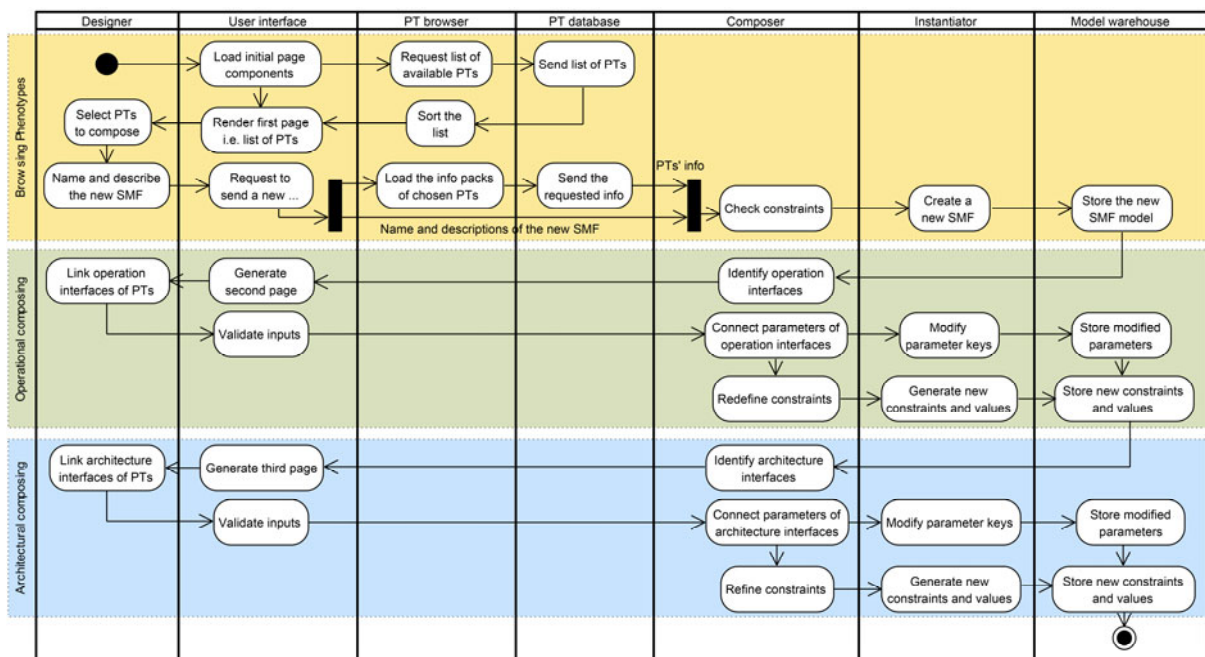 Designer
User interface
PT browser
PT database
Composer
Instantiator
Model warehouse
Browsing Phenotypes
Load initial page
components
Request list of
available PTs
Send list of PTs
Select PTs
to compose
Render first page
i.e. list of PTs
Sort the
list
Name and describe
the new SMF
Request to
send a new ...
Load the info packs
of chosen PTs
Send the
requested info
PTs' info
Check constraints
Create a
new SMF
Store the new
SMF model
Name and descriptions of the new SMF
Operational composing
Link operation
interfaces of PTs
Generate
second page
Identify operation
interfaces
Validate inputs
Connect parameters of
operation interfaces
Modify
parameter keys
Store modified
parameters
Redefine constraints
Generate new
constraints and values
Store new constraints
and values
Architectural composing
Link architecture
interfaces of PTs
Generate third page
Identify architecture
interfaces
Validate inputs
Connect parameters of
architecture interfaces
Modify parameter keys
Store modified
parameters
Refine constraints
Generate new
constraints and values
Store new constraints
and values